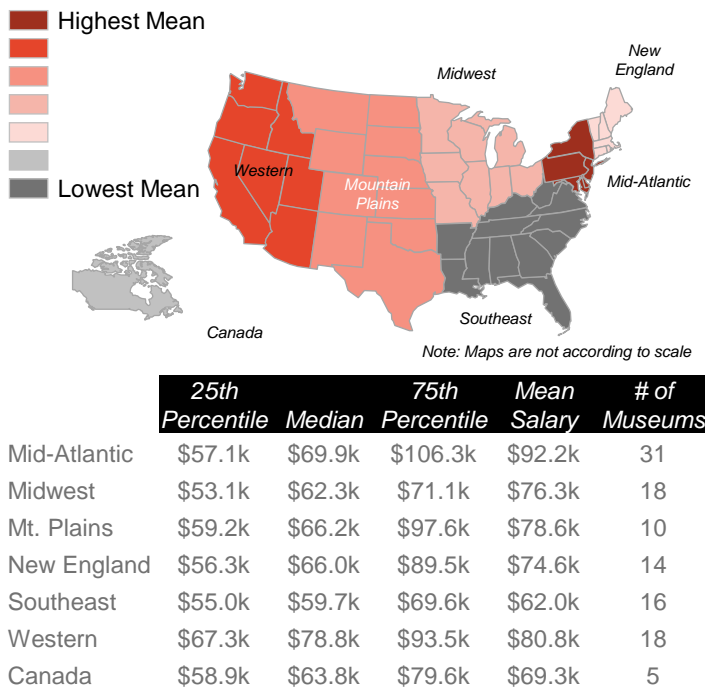 Highest Mean
New
England
Midwest
Western
Mountain
Plains
Mid-Atlantic
Lowest Mean
Southeast
Canada
Note: Maps are not according to scale
25th 75th Mean # of
Percentile Median Percentile Salary Museums
Mid-Atlantic $57.1k $69.9k $106.3k $92.2k 31
Midwest $53.1k $62.3k $71.1k $76.3k 18
Mt. Plains $59.2k $66.2k $97.6k $78.6k 10
New England $56.3k $66.0k $89.5k $74.6k 14
Southeast $55.0k $59.7k $69.6k $62.0k 16
Western $67.3k $78.8k $93.5k $80.8k 18
Canada $58.9k $63.8k $79.6k $69.3k 5